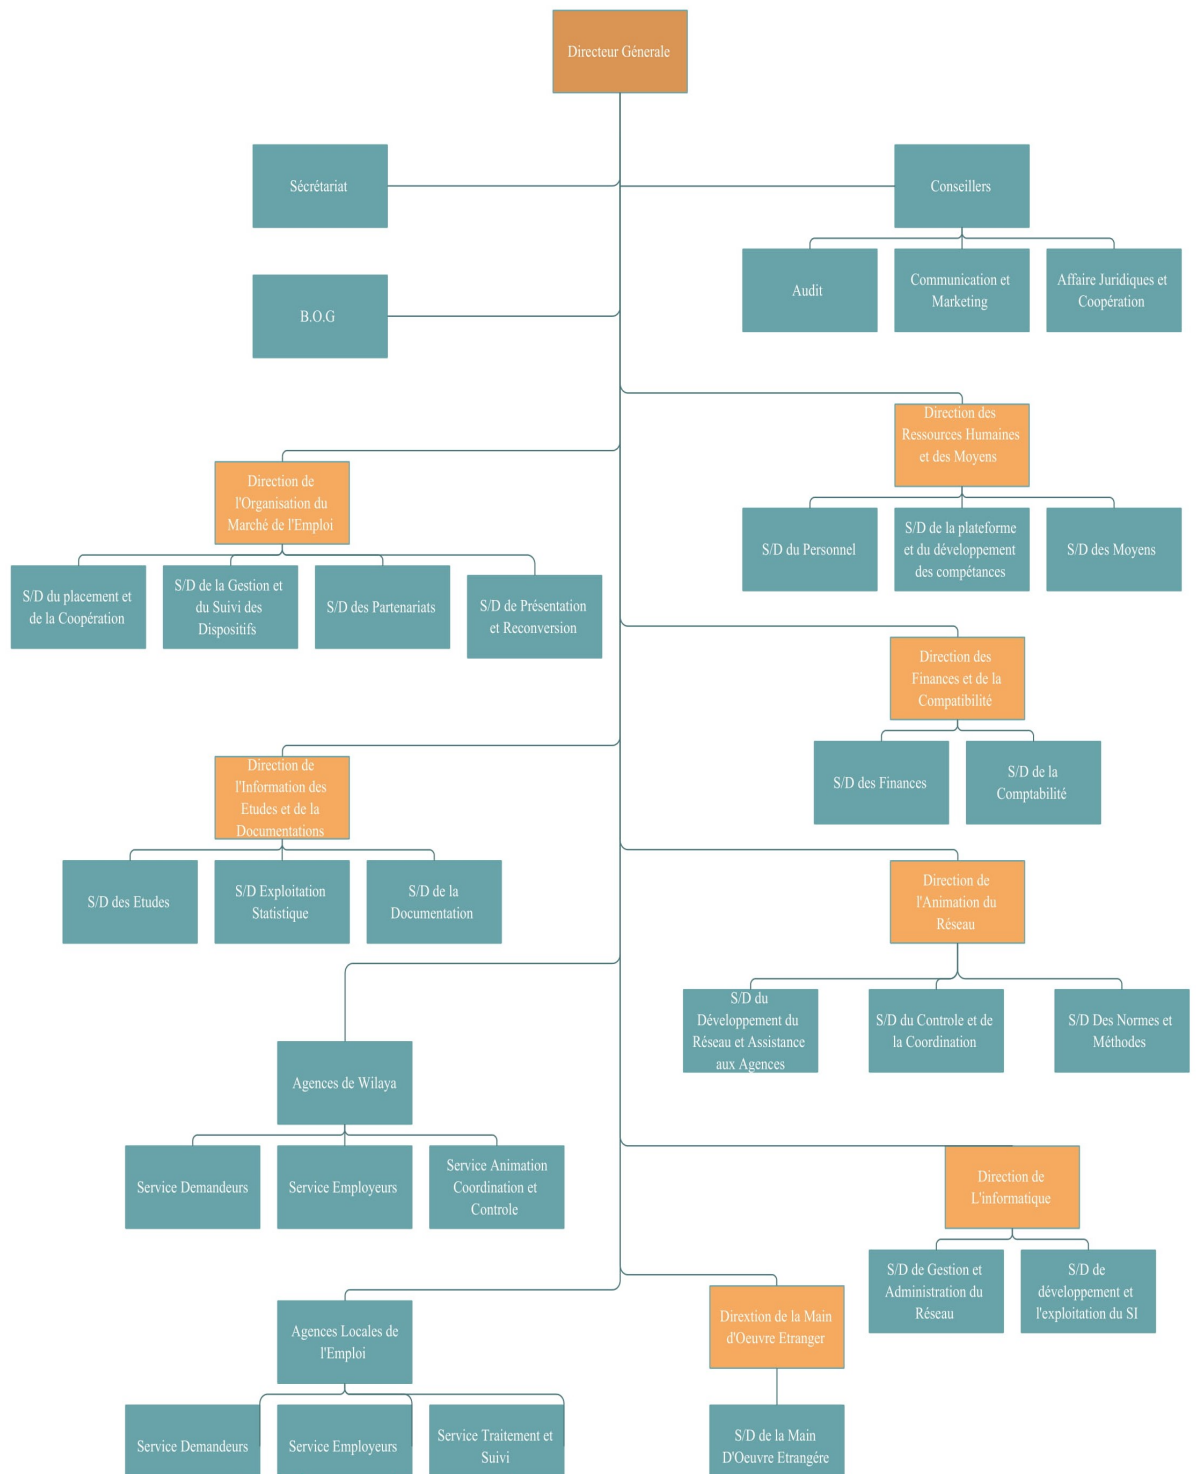 Directeur Génerale
Sécrétariat
Conseillers
Audit
Communication et
Marketing
Affaire Juridiques et
Coopération
B.O.G
Direction des
Ressources Humaines
et des Moyens
S/D du Personnel
S/D de la plateforme
et du développement
des compétances
S/D des Moyens
Direction de
l'Organisation du
Marché de l'Emploi
S/D du placement et
de la Coopération
S/D de la Gestion et
du Suivi des
Dispositifs
S/D des Partenariats
S/D de Présentation
et Reconversion
Direction des
Finances et de la
Compatibilité
S/D des Finances
S/D de la
Comptabilité
Direction de
l'Information des
Etudes et de la
Documentations
S/D des Etudes
S/D Exploitation
Statistique
S/D de la
Documentation
Direction de
l'Animation du
Réseau
S/D du
Développement du
Réseau et Assistance
aux Agences
S/D du Controle et de
la Coordination
S/D Des Normes et
Méthodes
Agences de Wilaya
Service Demandeurs
Service Employeurs
Service Animation
Coordination et
Controle
Direction de
L'informatique
S/D de Gestion et
Administration du
Réseau
S/D de
développement et
l'exploitation du SI
Agences Locales de
l'Emploi
Service Demandeurs
Service Employeurs
Service Traitement et
Suivi
Dirextion de la Main
d'Oeuvre Etranger
S/D de la Main
D'Oeuvre Etrangére